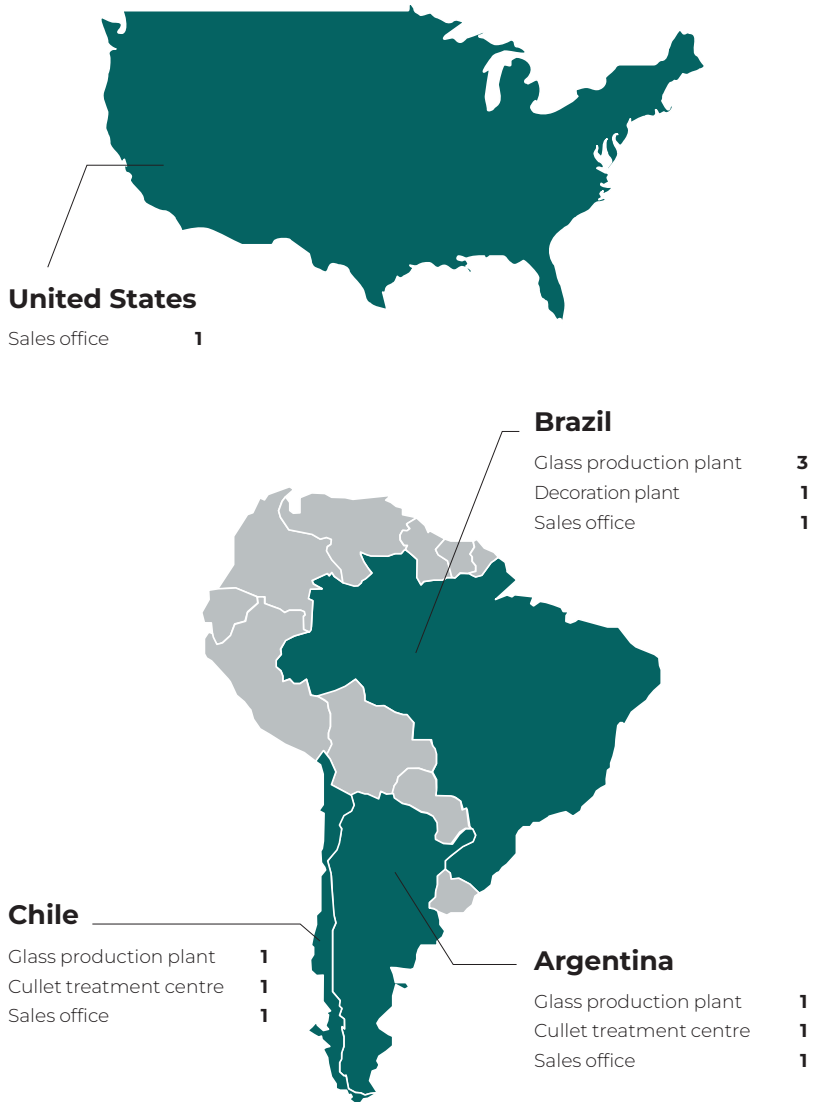 United States
Sales office 1
Brazil
Glass production plant 3
Decoration plant 1
Sales office 1
Chile
Glass production plant 1
Cullet treatment centre 1
Sales office 1
Argentina
Glass production plant 1
Cullet treatment centre 1
Sales office 1